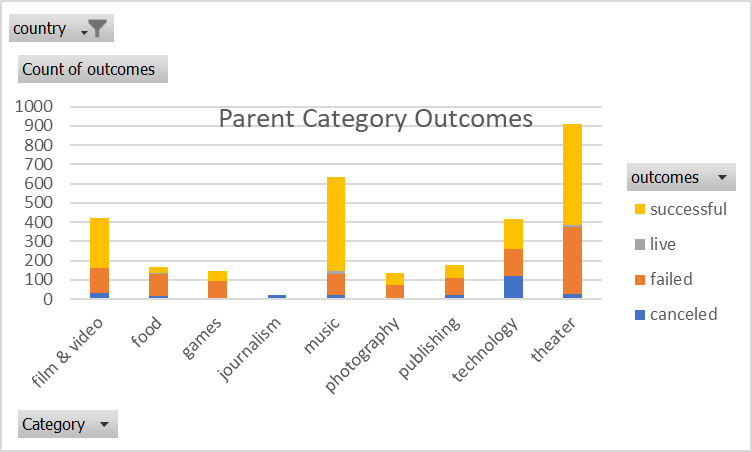 country
Count of outcomes
Parent Category Outcomes
1000
900
800
700
600
500
400
300
200
100
0
film & video
food
games
journalism
music
photography
publishing
technology
theater
outcomes
successful
live
failed
canceled
Category